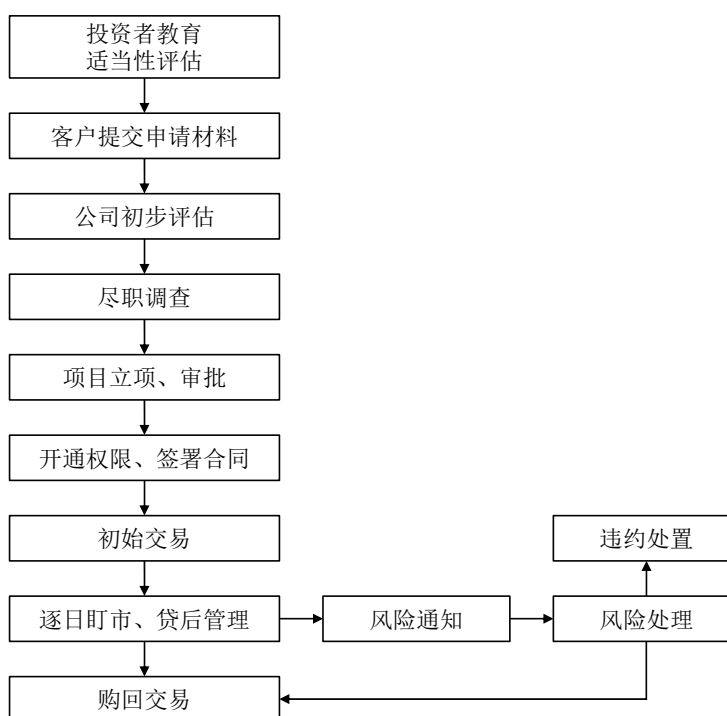 投资者教育
适当性评估
客户提交申请材料
公司初步评估
尽职调查
项目立项、审批
开通权限、签署合同
初始交易
违约处置
逐日盯市、贷后管理
风险通知
风险处理
购回交易